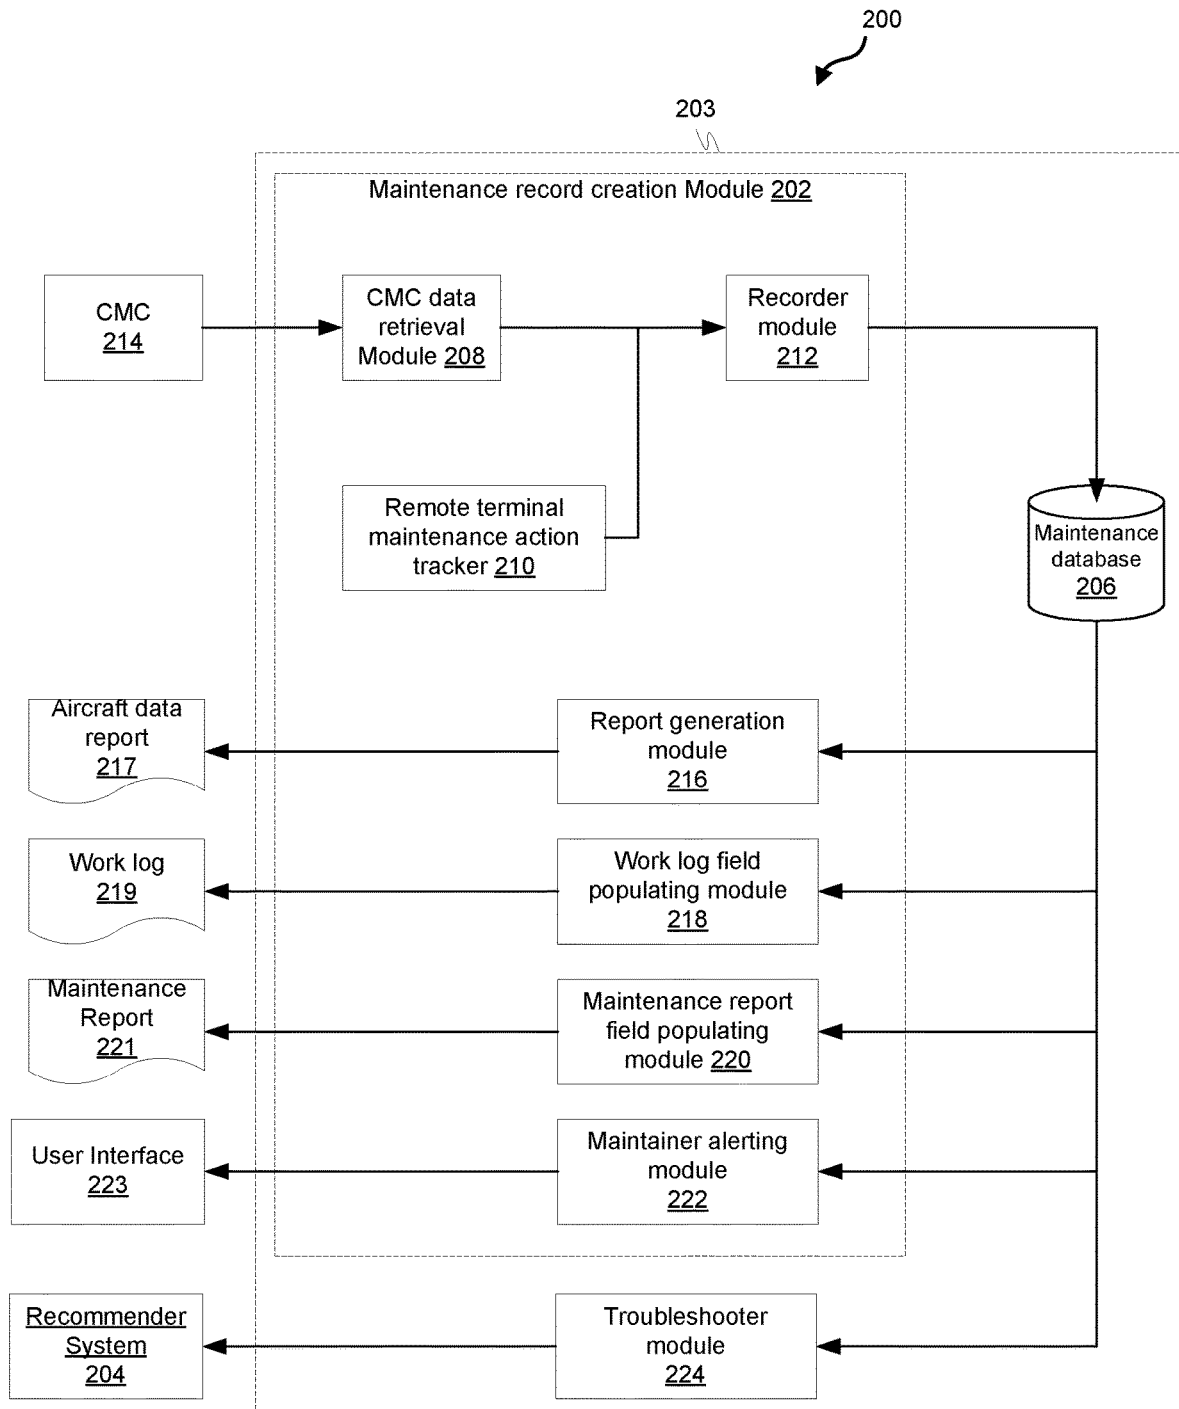 200
203
Maintenance record creation Module 202
CMC
214
CMC data
retrieval
Module 208
Recorder
module
212
Remote terminal
maintenance action
tracker 210
Maintenance
database
206
Aircraft data
report
217
Report generation
module
216
Work log
219
Work log field
populating module
218
Maintenance
Report
221
Maintenance report
field populating
module 220
User Interface
223
Maintainer alerting
module
222
Recommender
System
204
Troubleshooter
module
224